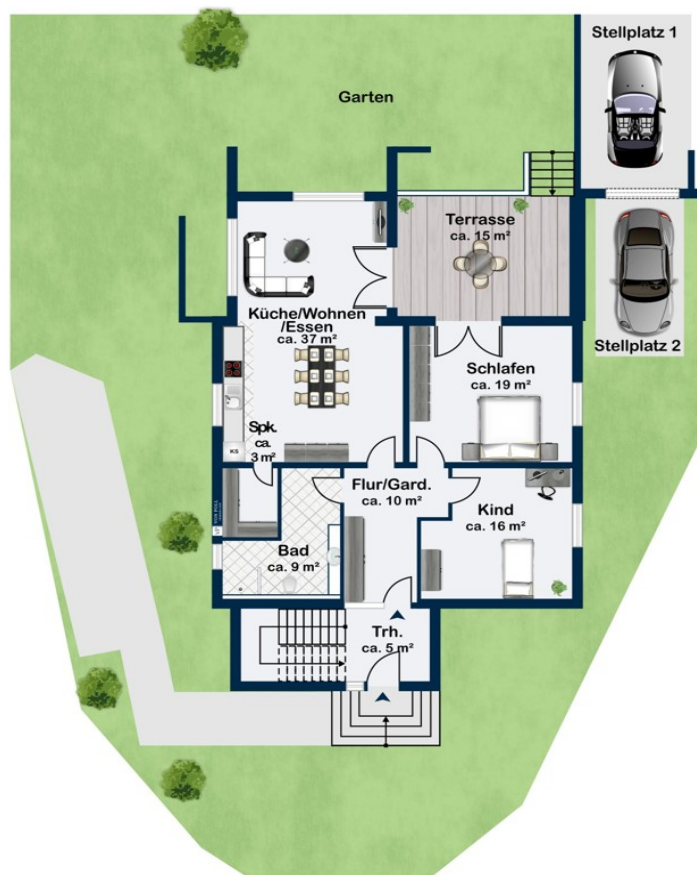 Stellplatz 1
Garten
Terrasse
ca. 15 m²
Küche/Wohnen
/Essen
ca. 37 m²
Stellplatz 2
Schlafen
ca. 19 m²
Spk.
ca.
3 m²
KS
Flur/Gard.
ca. 10 m²
Kind
ca. 16 m²
Bad
ca. 9 m²
Trh.
ca. 5 m²